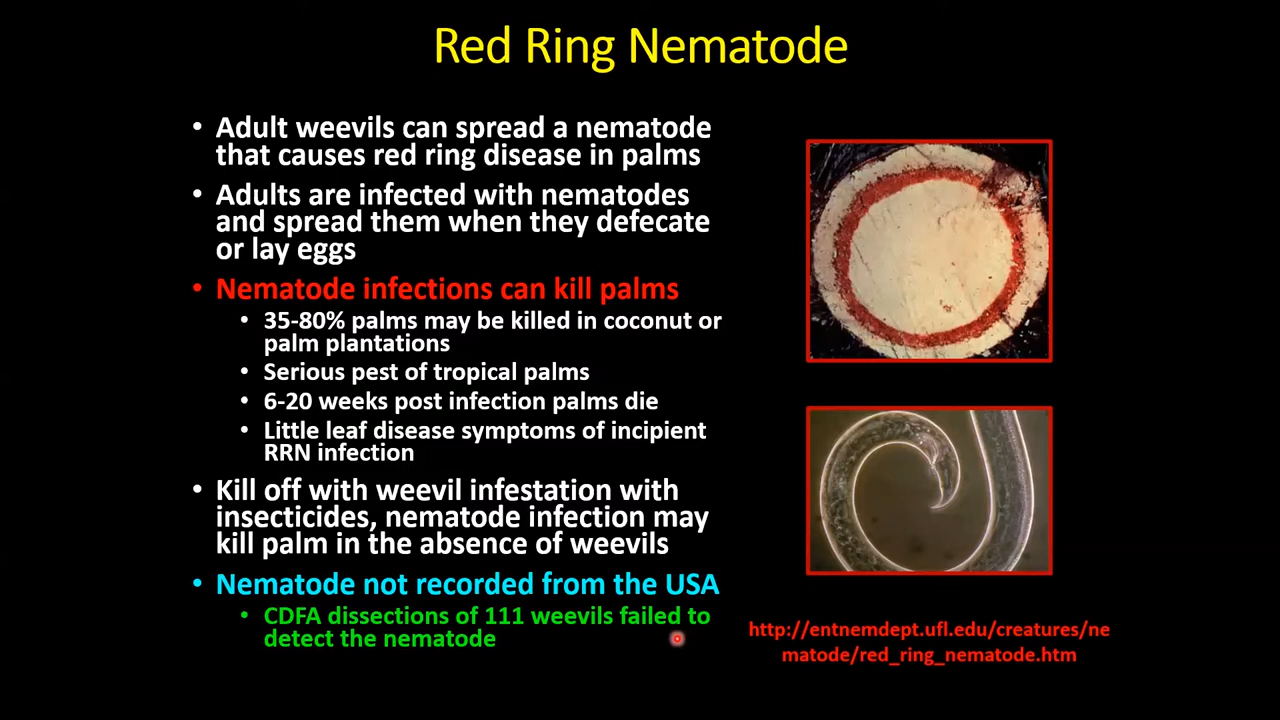 Red Ring Nematode
• Adult weevils can spread a nematode
that causes red ring disease in palms
• Adults are infected with nematodes
and spread them when they defecate
or lay eggs
• Nematode infections can kill palms
• 35-80% palms may be killed in coconut or
palm plantations
• Serious pest of tropical palms
• 6-20 weeks post infection palms die
• Little leaf disease symptoms of incipient
RRN infection
• Kill off with weevil infestation with
insecticides, nematode infection may
kill palm in the absence of weevils
• Nematode not recorded from the USA
• CDFA dissections of 111 weevils failed to
detect the nematode
http://entnemdept.ufl.edu/creatures/ne
matode/red_ring_nematode.htm